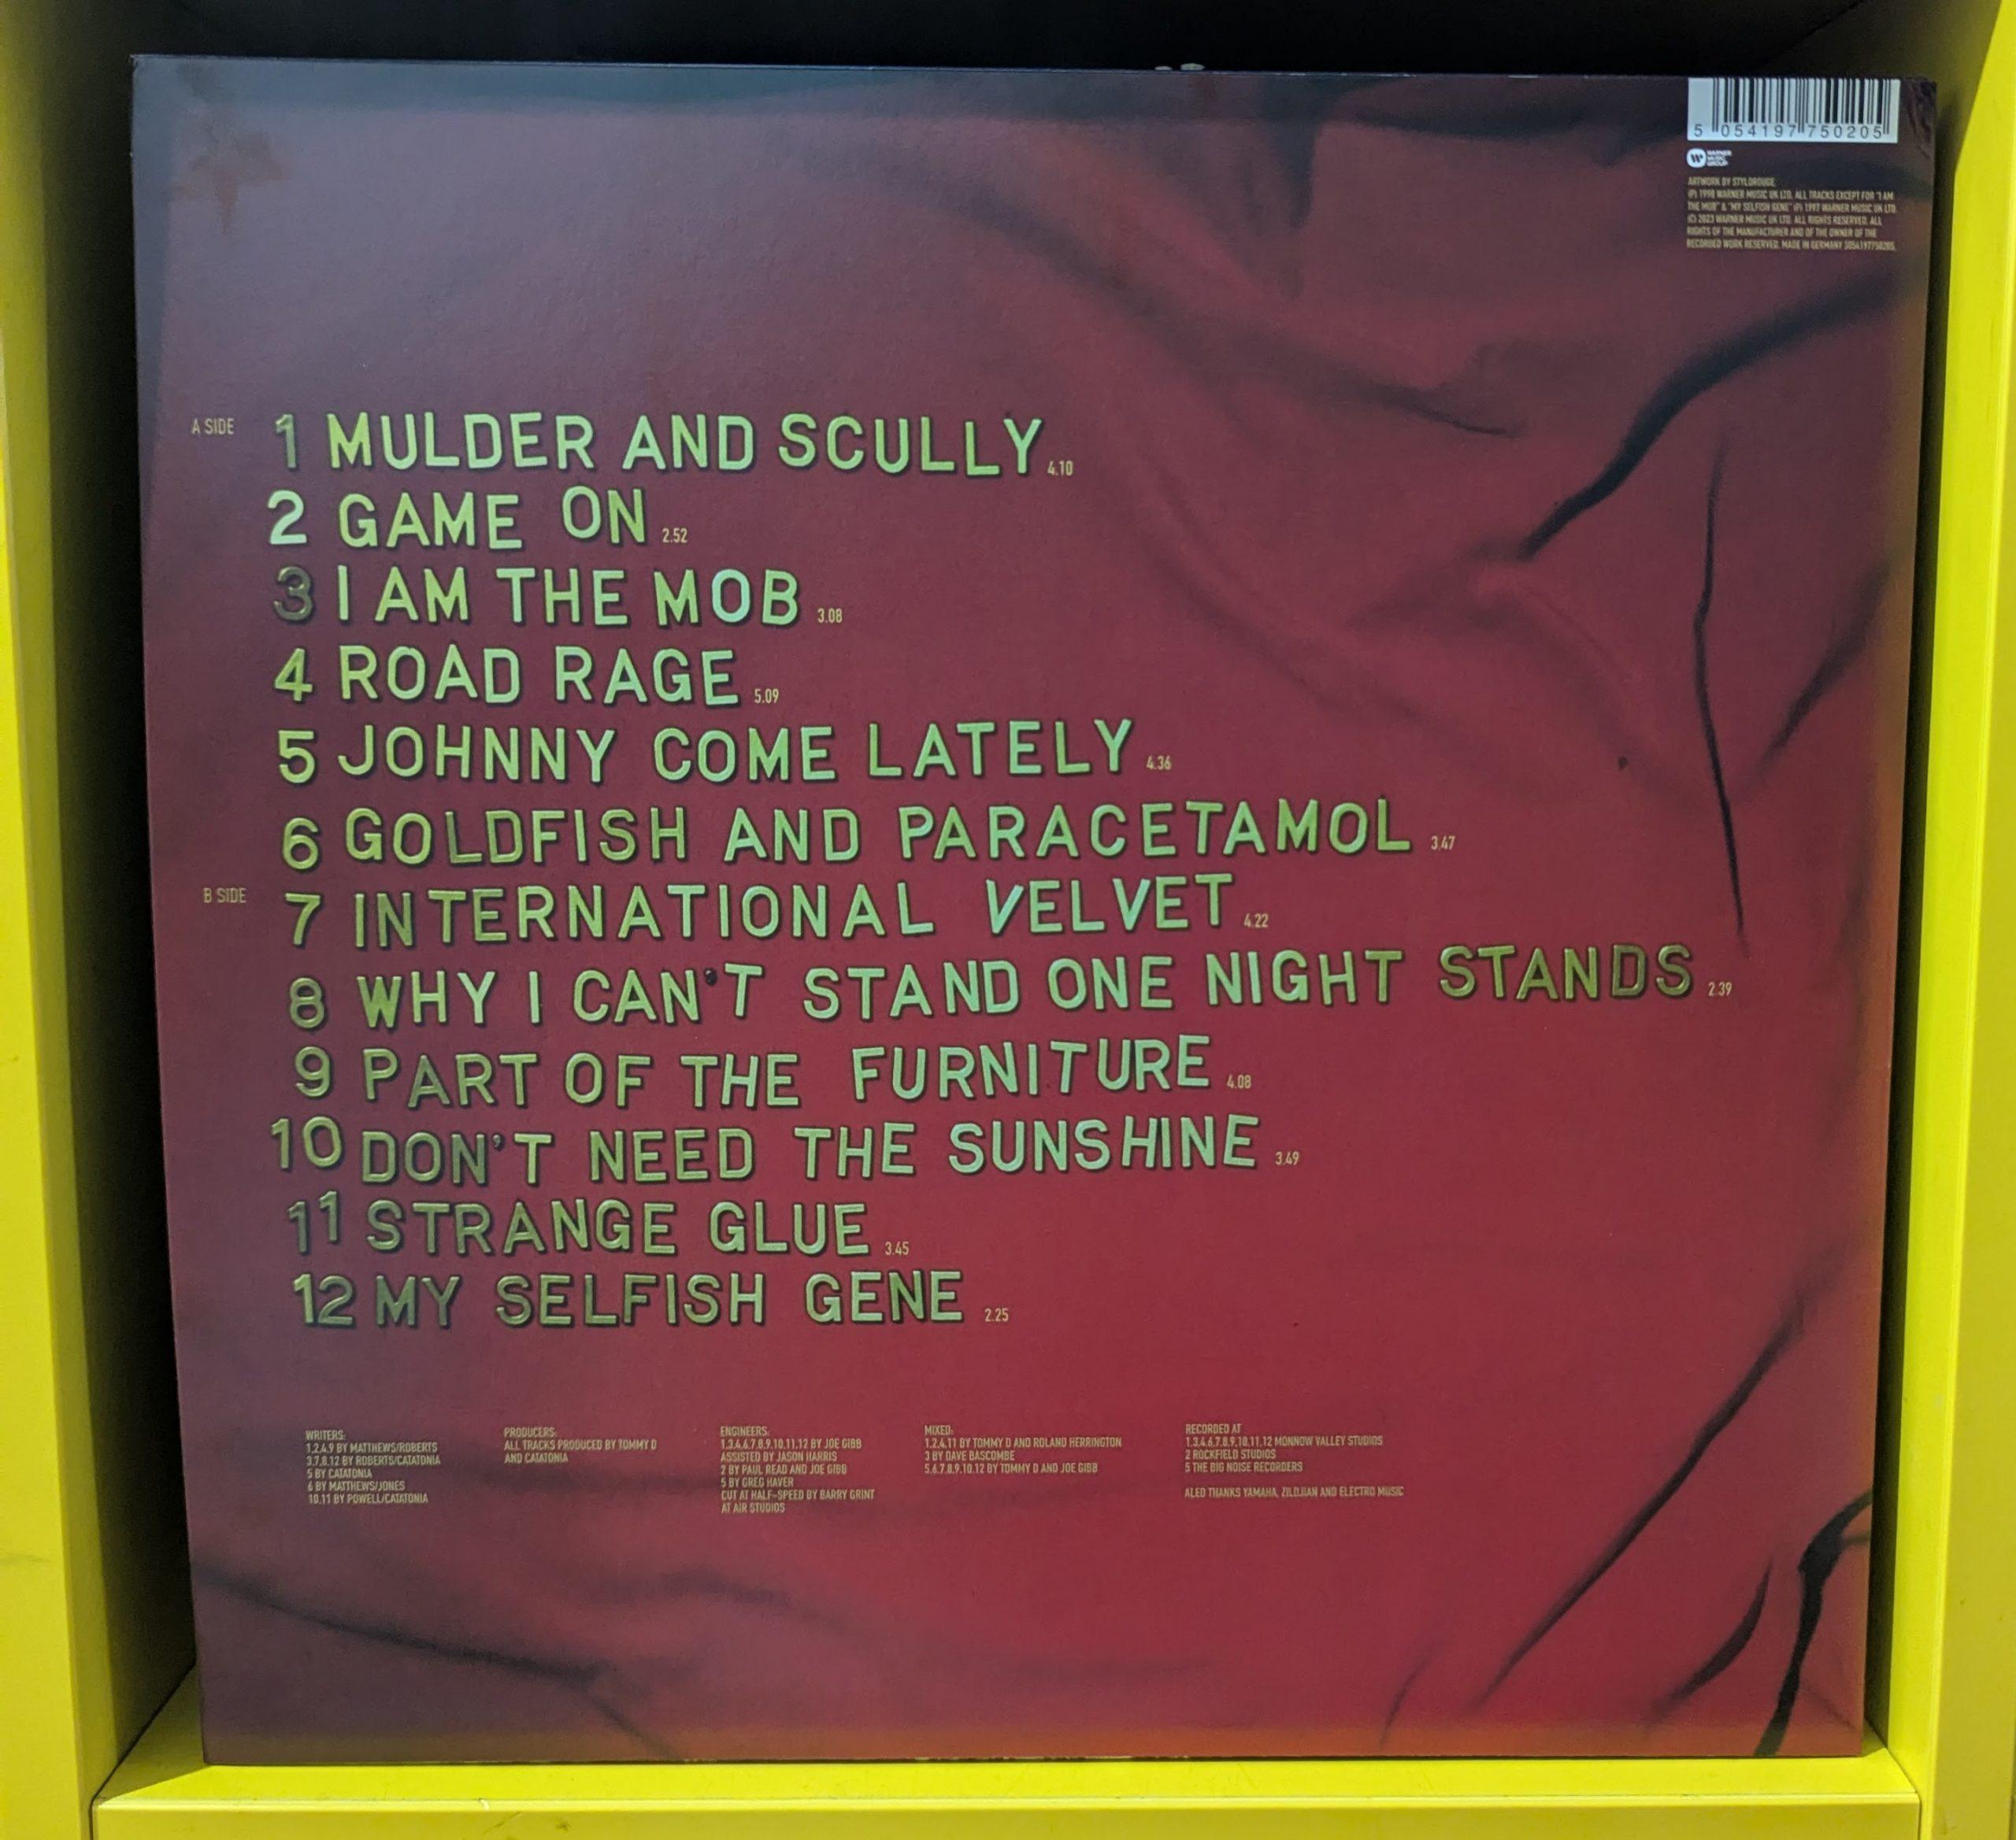 5 054197 750205
WARNER
MUSIC
GROUP
ARTWORK BY STYLOROUGE.
℗ 1998 WARNER MUSIC UK LTD. ALL TRACKS EXCEPT FOR "I AM
THE MOB" & "MY SELFISH GENE" ℗ 1997 WARNER MUSIC UK LTD.
© 2023 WARNER MUSIC UK LTD. ALL RIGHTS RESERVED. ALL
RIGHTS OF THE MANUFACTURER AND OF THE OWNER OF THE
RECORDED WORK RESERVED. MADE IN GERMANY 5054197750205.
A SIDE 1 MULDER AND SCULLY 4.10
2 GAME ON 2.52
3 I AM THE MOB 3.08
4 ROAD RAGE 5.09
5 JOHNNY COME LATELY 4.36
6 GOLDFISH AND PARACETAMOL 3.47
B SIDE 7 INTERNATIONAL VELVET 4.22
8 WHY I CAN'T STAND ONE NIGHT STANDS 2.39
9 PART OF THE FURNITURE 4.08
10 DON'T NEED THE SUNSHINE 3.49
11 STRANGE GLUE 3.45
12 MY SELFISH GENE 2.25
WRITERS:
1,2,4,9 BY MATTHEWS/ROBERTS
3,7,8,12 BY ROBERTS/CATATONIA
5 BY CATATONIA
6 BY MATTHEWS/JONES
10,11 BY POWELL/CATATONIA
PRODUCERS:
ALL TRACKS PRODUCED BY TOMMY D
AND CATATONIA
ENGINEERS:
1,3,4,6,7,8,9,10,11,12 BY JOE GIBB
ASSISTED BY JASON HARRIS
2 BY PAUL READ AND JOE GIBB
5 BY GREG HAVER
CUT AT HALF-SPEED BY BARRY GRINT
AT AIR STUDIOS
MIXED:
1,2,4,11 BY TOMMY D AND ROLAND HERRINGTON
3 BY DAVE BASCOMBE
5,6,7,8,9,10,12 BY TOMMY D AND JOE GIBB
RECORDED AT
1,3,4,6,7,8,9,10,11,12 MONNOW VALLEY STUDIOS
2 ROCKFIELD STUDIOS
5 THE BIG NOISE RECORDERS
ALED THANKS YAMAHA, ZILDJIAN AND ELECTRO MUSIC